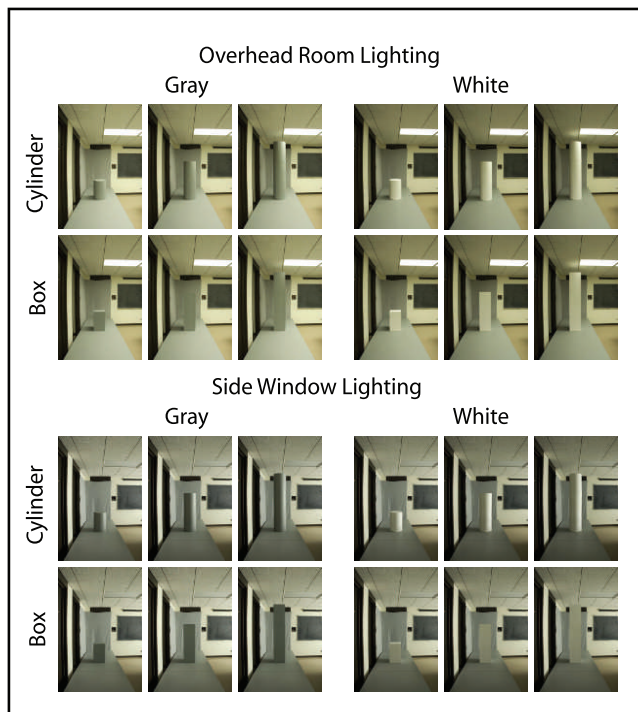 Overhead Room Lighting
Gray White
Cylinder
Box
Side Window Lighting
Gray White
Cylinder
Box